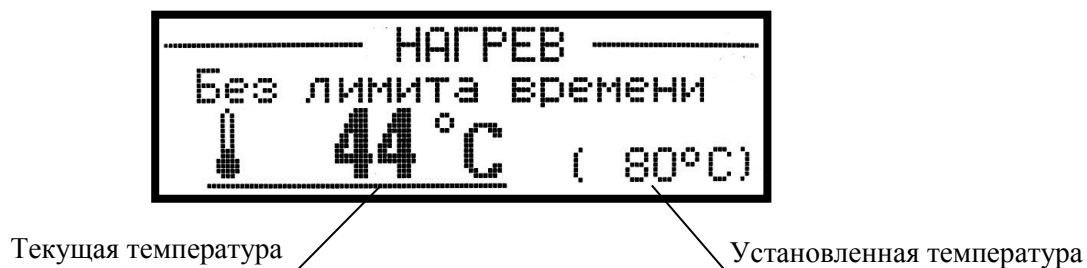 НАГРЕВ
Без лимита времени
44 °C ( 80°C)
Текущая температура
Установленная температура